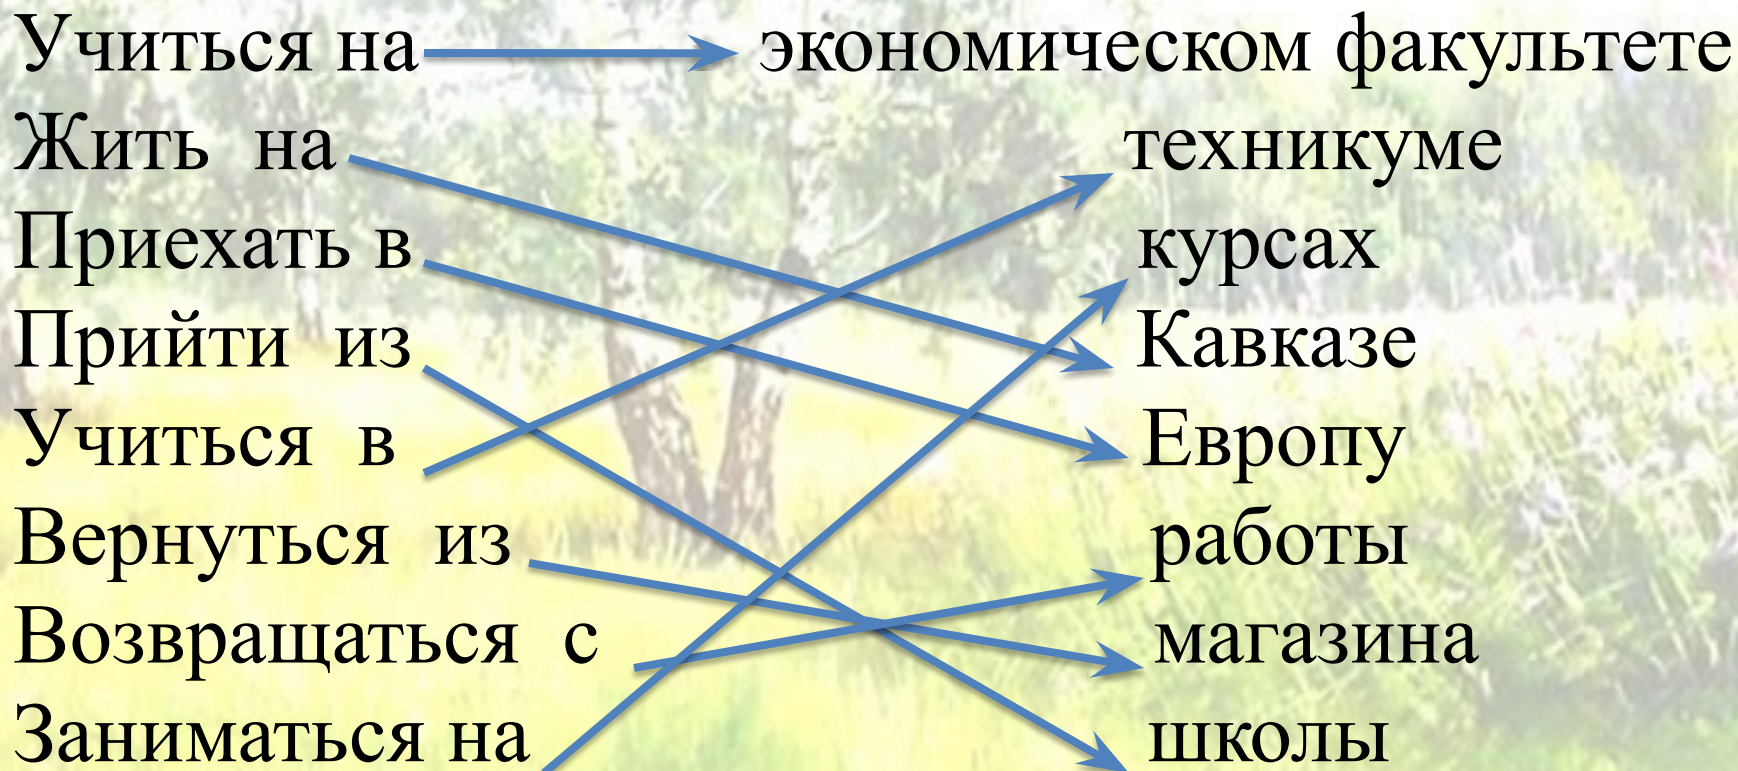 Учиться на экономическом факультете
Жить на техникуме
Приехать в курсах
Прийти из Кавказе
Учиться в Европу
Вернуться из работы
Возвращаться с магазина
Заниматься на школы